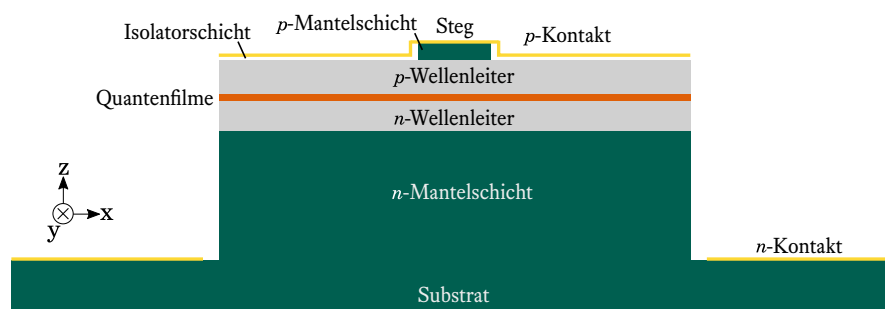 p-Mantelschicht
Steg
Isolatorschicht
p-Kontakt
p-Wellenleiter
Quantenfilme
n-Wellenleiter
z
x
y
n-Mantelschicht
n-Kontakt
Substrat